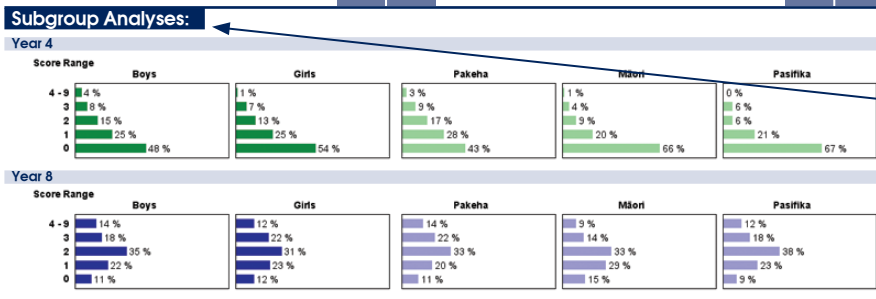 Subgroup Analyses:
Year 4
Score Range
Boys Girls Pakeha Māori Pasifika
4 - 9 4 % 1 % 3 % 1 % 0 %
3 8 % 7 % 9 % 4 % 6 %
2 15 % 13 % 17 % 9 % 6 %
1 25 % 25 % 28 % 20 % 21 %
0 48 % 54 % 43 % 66 % 67 %
Year 8
Score Range
Boys Girls Pakeha Māori Pasifika
4 - 9 14 % 12 % 14 % 9 % 12 %
3 18 % 22 % 22 % 14 % 18 %
2 35 % 31 % 33 % 33 % 38 %
1 22 % 23 % 20 % 29 % 23 %
0 11 % 12 % 11 % 15 % 9 %